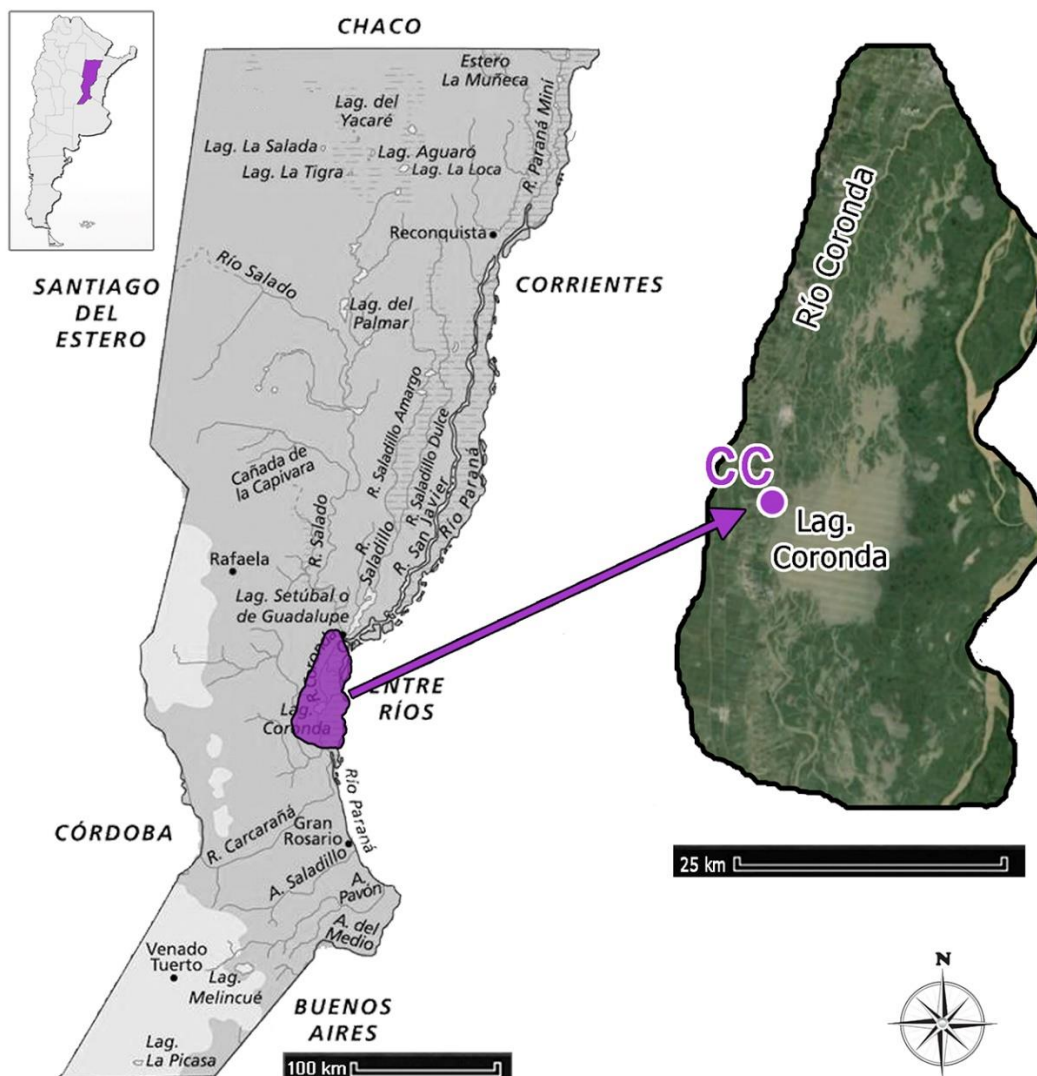 CHACO
Estero
La Muñeca
Lag. del
Yacaré
R. Paraná Miní
Lag. La Salada
Lag. Aguaró
Lag. La Tigra
Lag. La Loca
Reconquista
Río Salado
SANTIAGO
DEL
ESTERO
CORRIENTES
Lag. del
Palmar
R. Saladillo Amargo
R. Saladillo Dulce
Cañada de
la Capivara
R. Salado
R.
Saladillo
R. San Javier
Río Paraná
Rafaela
Lag. Setúbal o
de Guadalupe
R. Coronda
ENTRE
RÍOS
Lag.
Coronda
Río Paraná
CÓRDOBA
R. Carcarañá
Gran
Rosario
A. Saladillo
A.
Pavón
A. del
Medio
Venado
Tuerto
Lag.
Melincué
BUENOS
AIRES
Lag.
La Picasa
100 km
Río Coronda
CC
Lag.
Coronda
25 km
N